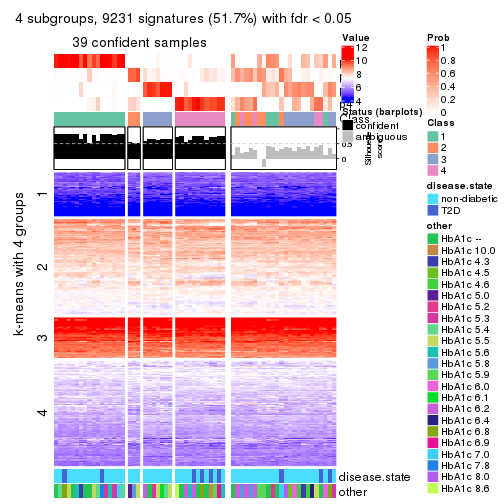 4 subgroups, 9231 signatures (51.7%) with fdr < 0.05
39 confident samples
k-means with 4 groups
1
2
3
4
Class
0.5
0
Silhouette
score
disease.state
other
Value
12
10
8
6
4
Status (barplots)
confident
ambiguous
Prob
1
0.8
0.6
0.4
0.2
0
Class
1
2
3
4
disease.state
non-diabetic
T2D
other
HbA1c --
HbA1c 10.0
HbA1c 4.3
HbA1c 4.5
HbA1c 4.6
HbA1c 5.0
HbA1c 5.2
HbA1c 5.3
HbA1c 5.4
HbA1c 5.5
HbA1c 5.6
HbA1c 5.8
HbA1c 5.9
HbA1c 6.0
HbA1c 6.1
HbA1c 6.2
HbA1c 6.4
HbA1c 6.8
HbA1c 6.9
HbA1c 7.0
HbA1c 7.8
HbA1c 8.0
HbA1c 8.6